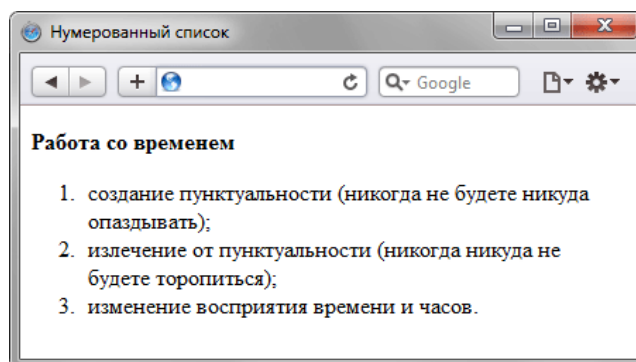 Нумерованный список
Google
Работа со временем
1. создание пунктуальности (никогда не будете никуда
опаздывать);
2. излечение от пунктуальности (никогда никуда не
будете торопиться);
3. изменение восприятия времени и часов.